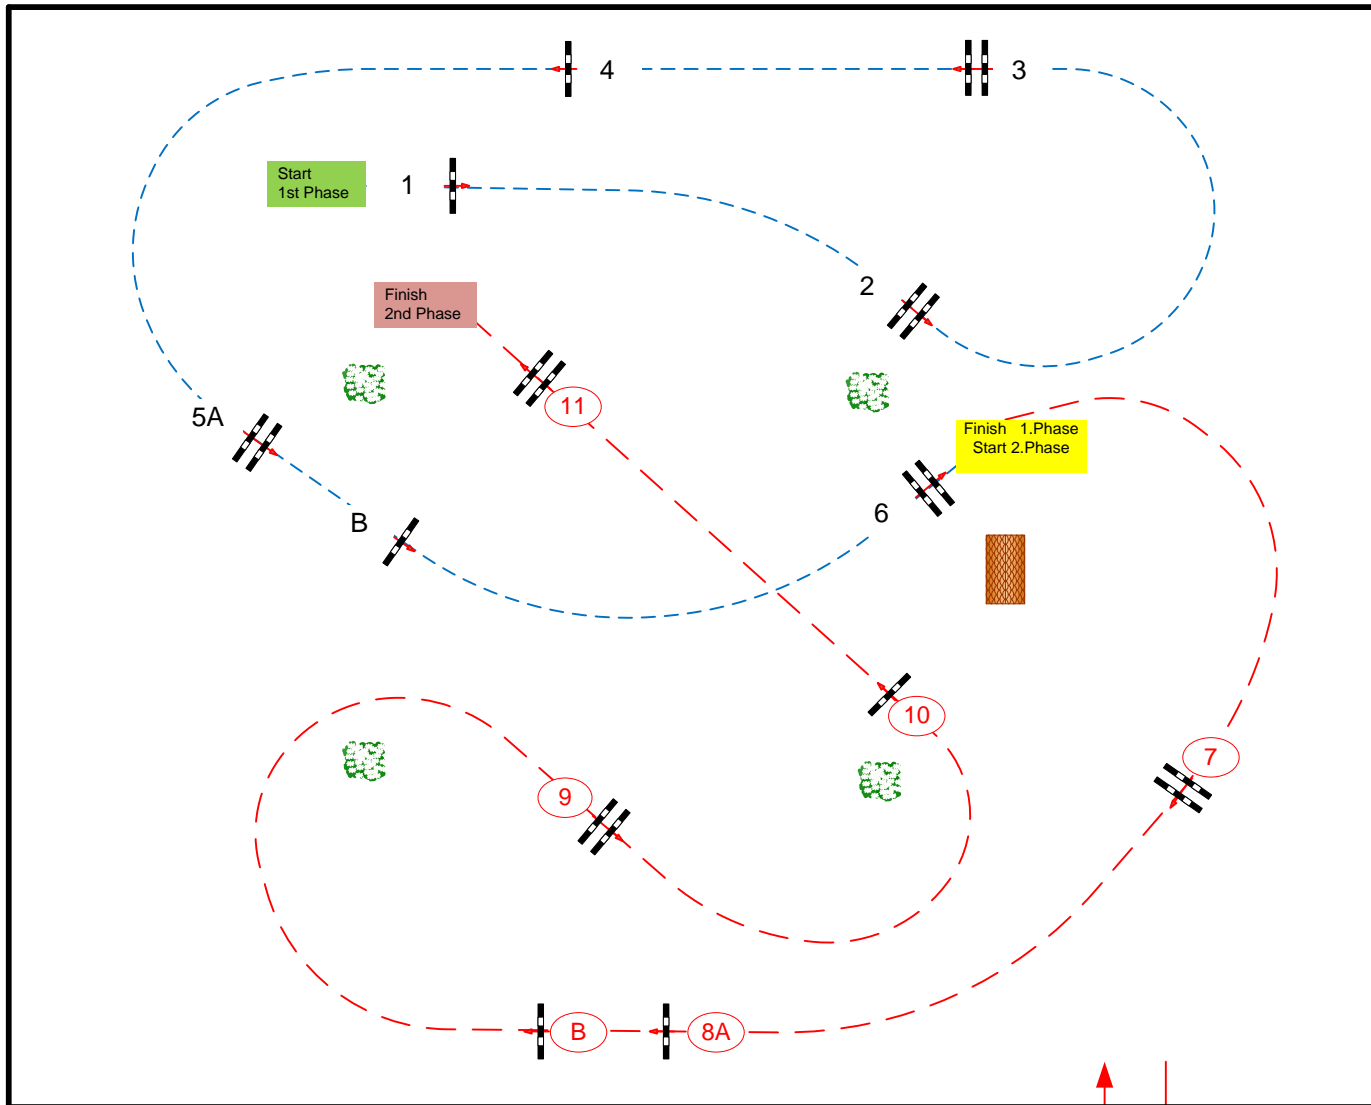 4
3
Start
1st Phase
1
2
Finish
2nd Phase
11
5A
Finish 1.Phase
Start 2.Phase
B
6
10
7
9
B
8A